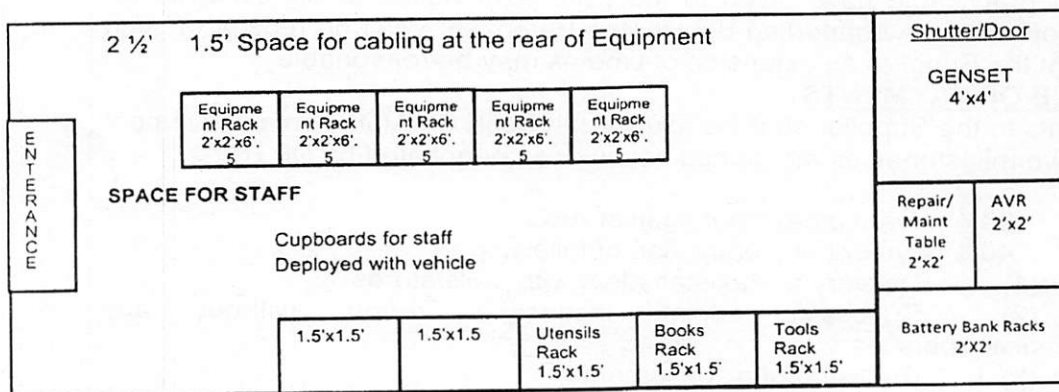 2 ½' 1.5' Space for cabling at the rear of Equipment
Shutter/Door
GENSET
4'x4'
Equipme
nt Rack
2'x2'x6'.
5
Equipme
nt Rack
2'x2'x6'.
5
Equipme
nt Rack
2'x2'x6'.
5
Equipme
nt Rack
2'x2'x6'.
5
Equipme
nt Rack
2'x2'x6'.
5
ENTERANCE
SPACE FOR STAFF
Cupboards for staff
Deployed with vehicle
Repair/
Maint
Table
2'x2'
AVR
2'x2'
1.5'x1.5'
1.5'x1.5
Utensils
Rack
1.5'x1.5'
Books
Rack
1.5'x1.5'
Tools
Rack
1.5'x1.5'
Battery Bank Racks
2'X2'